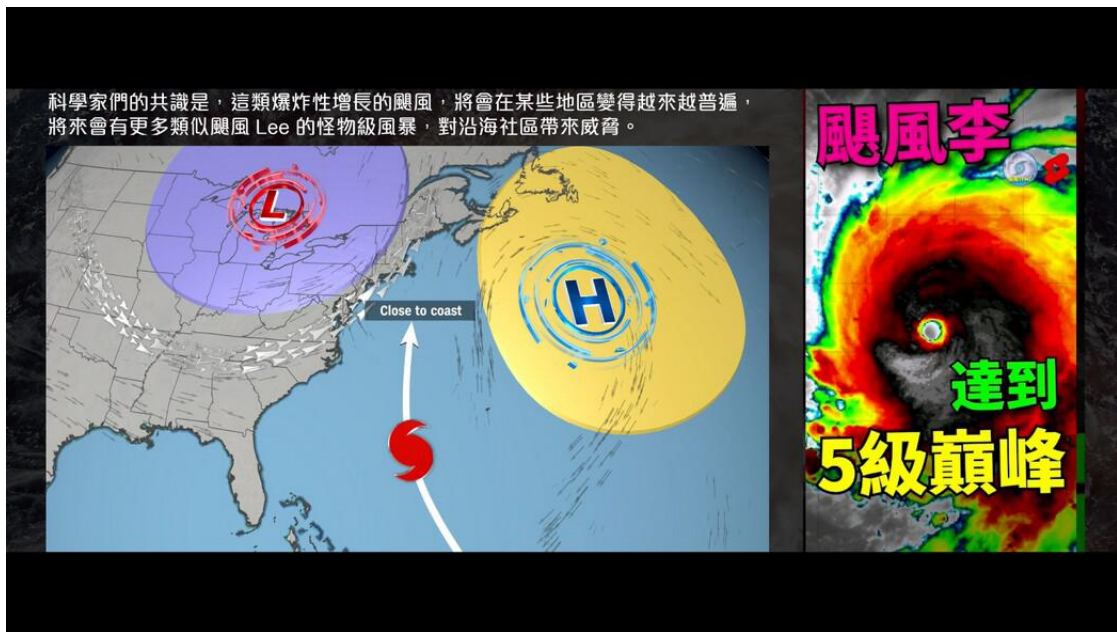 科學家們的共識是，這類爆炸性增長的颶風，將會在某些地區變得越來越普遍，
將來會有更多類似颶風 Lee 的怪物級風暴，對沿海社區帶來威脅。
L
H
Close to coast
颶風李
達到
5級巔峰